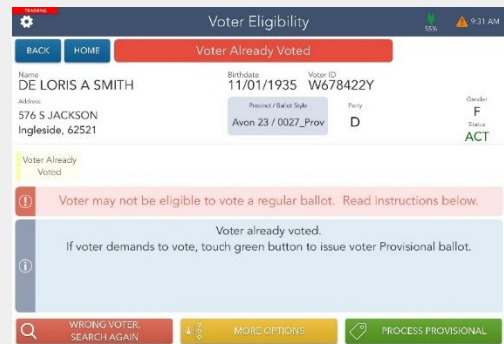 TRAINING
Voter Eligibility
55%
9:31 AM
BACK
HOME
Voter Already Voted
Name
DE LORIS A SMITH
Birthdate
11/01/1935
Voter ID
W678422Y
Address
576 S JACKSON
Ingleside, 62521
Precinct / Ballot Style
Avon 23 / 0027_Prov
Party
D
Gender
F
Status
ACT
Voter Already
Voted
Voter may not be eligible to vote a regular ballot. Read instructions below.
Voter already voted.
If voter demands to vote, touch green button to issue voter Provisional ballot.
WRONG VOTER,
SEARCH AGAIN
MORE OPTIONS
PROCESS PROVISIONAL